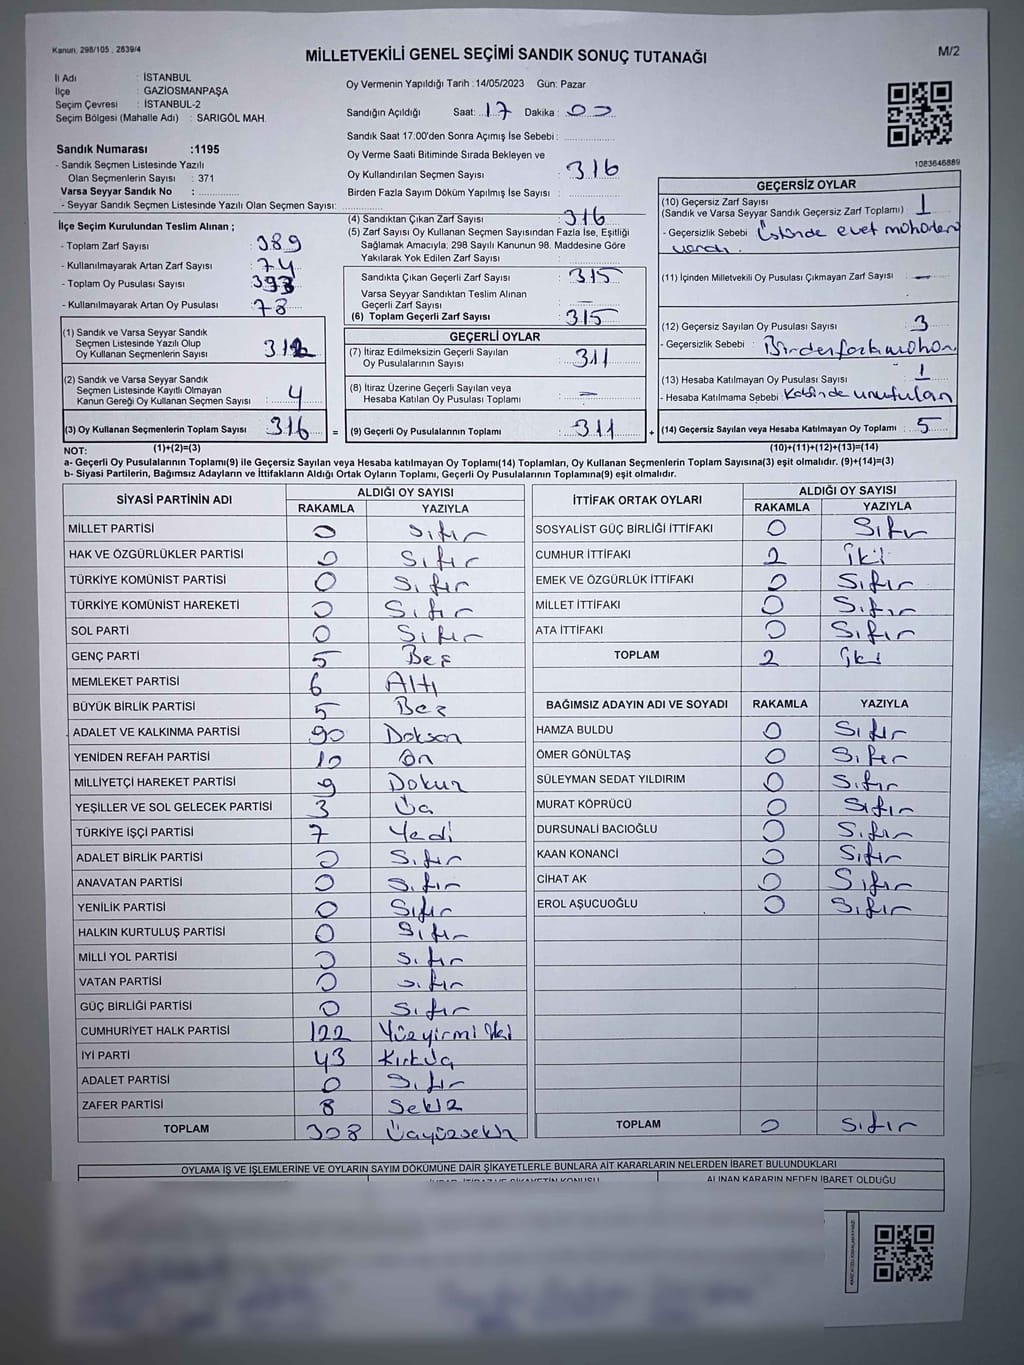 Kanun, 298/105 ; 2839/4
MİLLETVEKİLİ GENEL SEÇİMİ SANDIK SONUÇ TUTANAĞI
M/2
İl Adı : İSTANBUL
İlçe : GAZİOSMANPAŞA
Seçim Çevresi : İSTANBUL-2
Seçim Bölgesi (Mahalle Adı) : SARIGÖL MAH.
Oy Vermenin Yapıldığı Tarih : 14/05/2023 Gün: Pazar
Sandığın Açıldığı Saat: 17 Dakika : 00
Sandık Saat 17.00'den Sonra Açımış İse Sebebi :
1083646889
Sandık Numarası :1195
- Sandık Seçmen Listesinde Yazılı
Olan Seçmenlerin Sayısı : 371
Varsa Seyyar Sandık No :
- Seyyar Sandık Seçmen Listesinde Yazılı Olan Seçmen Sayısı:
Oy Verme Saati Bitiminde Sırada Bekleyen ve
Oy Kullandırılan Seçmen Sayısı : 316
Birden Fazla Sayım Döküm Yapılmış İse Sayısı :
İlçe Seçim Kurulundan Teslim Alınan ;
- Toplam Zarf Sayısı : 389
- Kullanılmayarak Artan Zarf Sayısı : 74
- Toplam Oy Pusulası Sayısı : 393
- Kullanılmayarak Artan Oy Pusulası : 78
(4) Sandıktan Çıkan Zarf Sayısı : 316
(5) Zarf Sayısı Oy Kullanan Seçmen Sayısından Fazla İse, Eşitliği
Sağlamak Amacıyla; 298 Sayılı Kanunun 98. Maddesine Göre
Yakılarak Yok Edilen Zarf Sayısı :
Sandıkta Çıkan Geçerli Zarf Sayısı : 315
Varsa Seyyar Sandıktan Teslim Alınan
Geçerli Zarf Sayısı : —
(6) Toplam Geçerli Zarf Sayısı : 315
GEÇERSİZ OYLAR
(10) Geçersiz Zarf Sayısı : 1
(Sandık ve Varsa Seyyar Sandık Geçersiz Zarf Toplamı)
- Geçersizlik Sebebi : Üstünde evet mühürleri
vardı.
(11) İçinden Milletvekili Oy Pusulası Çıkmayan Zarf Sayısı : —
(12) Geçersiz Sayılan Oy Pusulası Sayısı : 3
- Geçersizlik Sebebi :
(13) Hesaba Katılmayan Oy Pusulası Sayısı : 1
- Hesaba Katılmama Sebebi : Kabinde unutulan
(14) Geçersiz Sayılan veya Hesaba Katılmayan Oy Toplamı : 5
(10)+(11)+(12)+(13)=(14)
(1) Sandık ve Varsa Seyyar Sandık
Seçmen Listesinde Yazılı Olup
Oy Kullanan Seçmenlerin Sayısı : 312
(2) Sandık ve Varsa Seyyar Sandık
Seçmen Listesinde Kayıtlı Olmayan
Kanun Gereği Oy Kullanan Seçmen Sayısı : 4
(3) Oy Kullanan Seçmenlerin Toplam Sayısı : 316 =
(1)+(2)=(3)
GEÇERLİ OYLAR
(7) İtiraz Edilmeksizin Geçerli Sayılan
Oy Pusulalarının Sayısı : 311
(8) İtiraz Üzerine Geçerli Sayılan veya
Hesaba Katılan Oy Pusulası Toplamı : —
(9) Geçerli Oy Pusulalarının Toplamı : 311 +
NOT:
a- Geçerli Oy Pusulalarının Toplamı(9) ile Geçersiz Sayılan veya Hesaba katılmayan Oy Toplamı(14) Toplamları, Oy Kullanan Seçmenlerin Toplam Sayısına(3) eşit olmalıdır. (9)+(14)=(3)
b- Siyasi Partilerin, Bağımsız Adayların ve İttifakların Aldığı Ortak Oyların Toplamı, Geçerli Oy Pusulalarının Toplamına(9) eşit olmalıdır.
SİYASİ PARTİNİN ADI ALDIĞI OY SAYISI
RAKAMLA YAZIYLA
MİLLET PARTİSİ 0 Sıfır
HAK VE ÖZGÜRLÜKLER PARTİSİ 0 Sıfır
TÜRKİYE KOMÜNİST PARTİSİ 0 Sıfır
TÜRKİYE KOMÜNİST HAREKETİ 0 Sıfır
SOL PARTİ 0 Sıfır
GENÇ PARTİ 5 Beş
MEMLEKET PARTİSİ 6 Altı
BÜYÜK BİRLİK PARTİSİ 5 Beş
ADALET VE KALKINMA PARTİSİ 90 Doksan
YENİDEN REFAH PARTİSİ 10 On
MİLLİYETÇİ HAREKET PARTİSİ 9 Dokuz
YEŞİLLER VE SOL GELECEK PARTİSİ 3 Üç
TÜRKİYE İŞÇİ PARTİSİ 7 Yedi
ADALET BİRLİK PARTİSİ 0 Sıfır
ANAVATAN PARTİSİ 0 Sıfır
YENİLİK PARTİSİ 0 Sıfır
HALKIN KURTULUŞ PARTİSİ 0 Sıfır
MİLLİ YOL PARTİSİ 0 Sıfır
VATAN PARTİSİ 0 Sıfır
GÜÇ BİRLİĞİ PARTİSİ 0 Sıfır
CUMHURİYET HALK PARTİSİ 122 Yüzyirmi iki
İYİ PARTİ 43 Kırküç
ADALET PARTİSİ 0 Sıfır
ZAFER PARTİSİ 8 Sekiz
TOPLAM 308 Üçyüzsekiz
İTTİFAK ORTAK OYLARI ALDIĞI OY SAYISI
RAKAMLA YAZIYLA
SOSYALİST GÜÇ BİRLİĞİ İTTİFAKI 0 Sıfır
CUMHUR İTTİFAKI 2 İki
EMEK VE ÖZGÜRLÜK İTTİFAKI 0 Sıfır
MİLLET İTTİFAKI 0 Sıfır
ATA İTTİFAKI 0 Sıfır
TOPLAM 2 İki
BAĞIMSIZ ADAYIN ADI VE SOYADI RAKAMLA YAZIYLA
HAMZA BULDU 0 Sıfır
ÖMER GÖNÜLTAŞ 0 Sıfır
SÜLEYMAN SEDAT YILDIRIM 0 Sıfır
MURAT KÖPRÜCÜ 0 Sıfır
DURSUNALİ BACIOĞLU 0 Sıfır
KAAN KONANCİ 0 Sıfır
CİHAT AK 0 Sıfır
EROL AŞUCUOĞLU 0 Sıfır
TOPLAM 0 Sıfır
OYLAMA İŞ VE İŞLEMLERİNE VE OYLARIN SAYIM DÖKÜMÜNE DAİR ŞİKAYETLERLE BUNLARA AİT KARARLARIN NELERDEN İBARET BULUNDUKLARI
ALINAN KARARIN NEDEN İBARET OLDUĞU